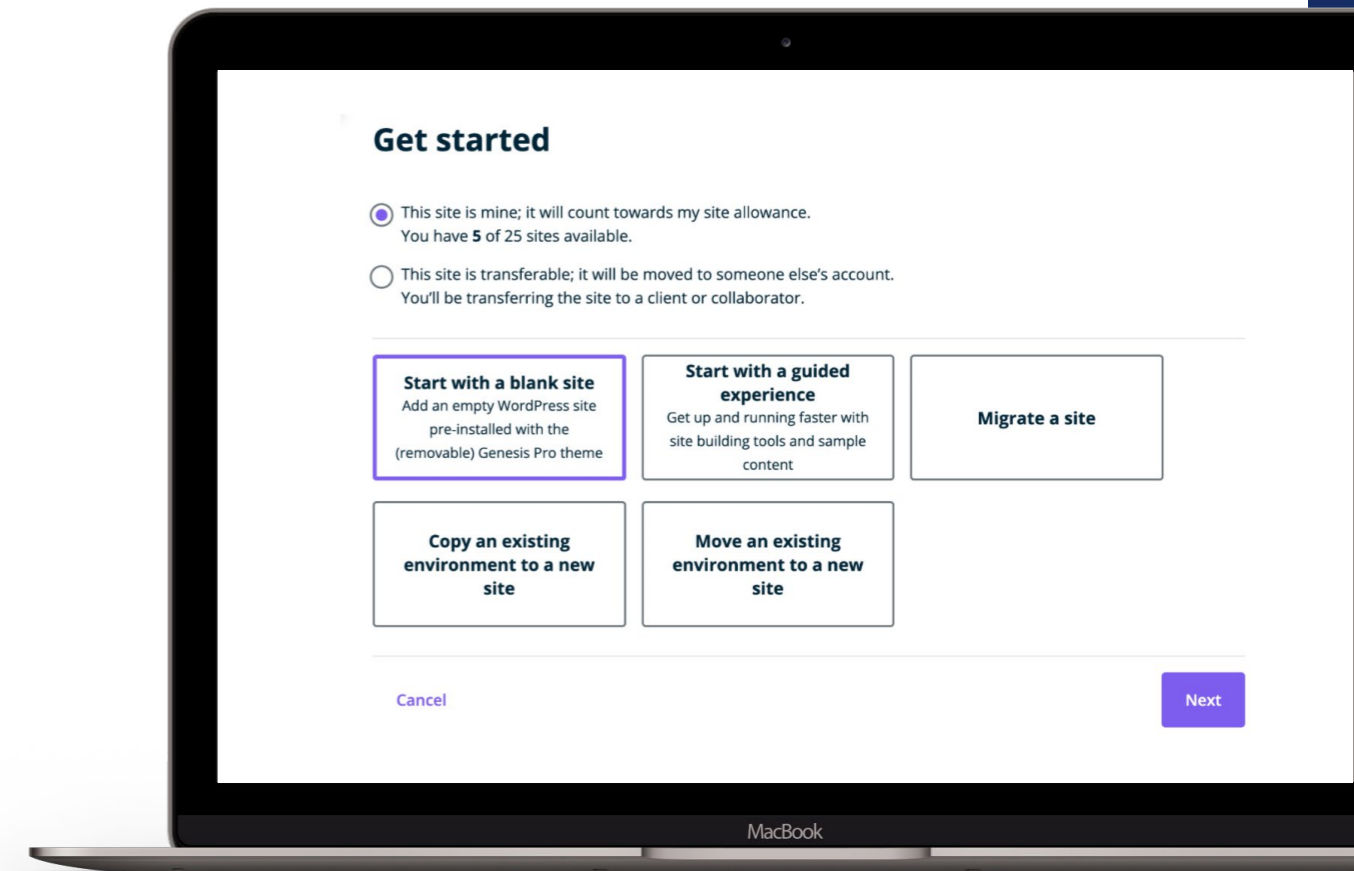 Get started
This site is mine; it will count towards my site allowance.
You have 5 of 25 sites available.
This site is transferable; it will be moved to someone else’s account.
You’ll be transferring the site to a client or collaborator.
Start with a blank site
Add an empty WordPress site
pre-installed with the
(removable) Genesis Pro theme
Start with a guided
experience
Get up and running faster with
site building tools and sample
content
Migrate a site
Copy an existing
environment to a new
site
Move an existing
environment to a new
site
Cancel
Next
MacBook